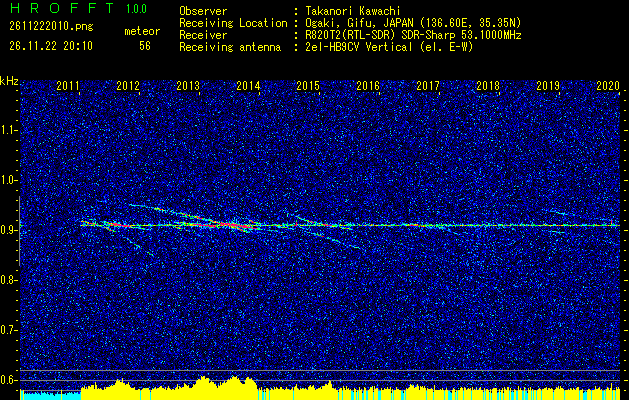 HROFFT 1.0.0
2611222010.png
26.11.22 20:10
meteor
56
Observer : Takanori Kawachi
Receiving Location : Ogaki, Gifu, JAPAN (136.60E, 35.35N)
Receiver : R820T2(RTL-SDR) SDR-Sharp 53.1000MHz
Receiving antenna : 2el-HB9CV Vertical (el. E-W)
kHz
2011 2012 2013 2014 2015 2016 2017 2018 2019 2020
1.1
1.0
0.9
0.8
0.7
0.6